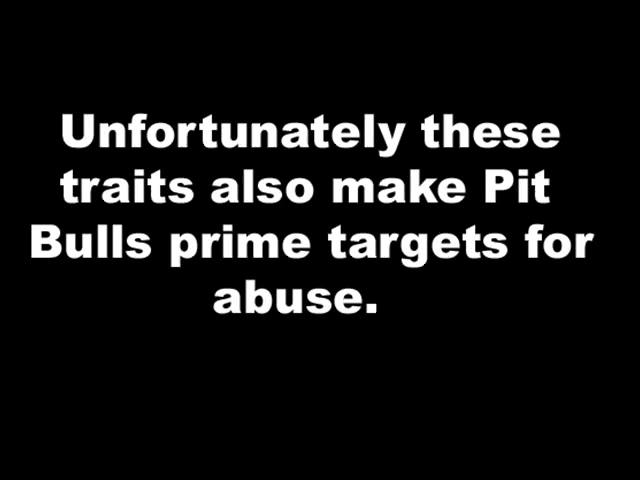 Unfortunately these
traits also make Pit
Bulls prime targets for
abuse.